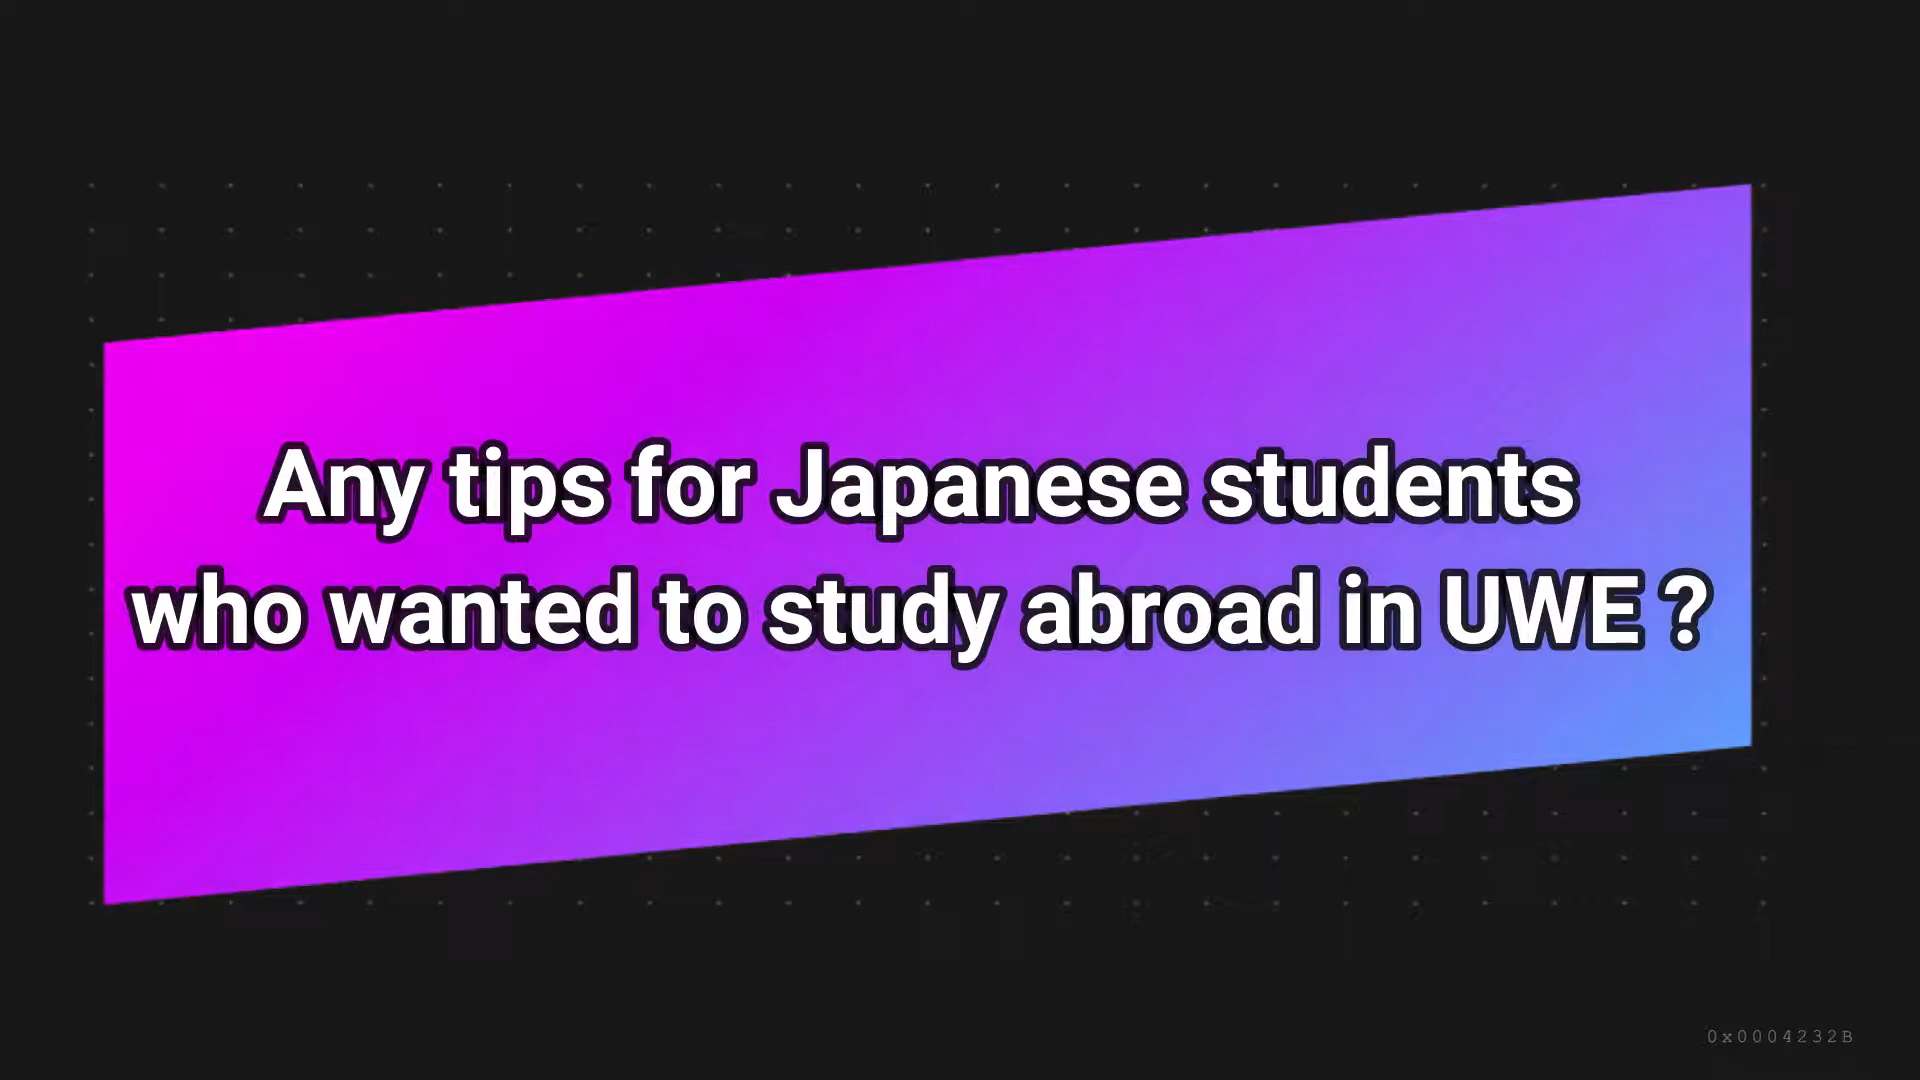 Any tips for Japanese students
who wanted to study abroad in UWE ?
0x0004232B